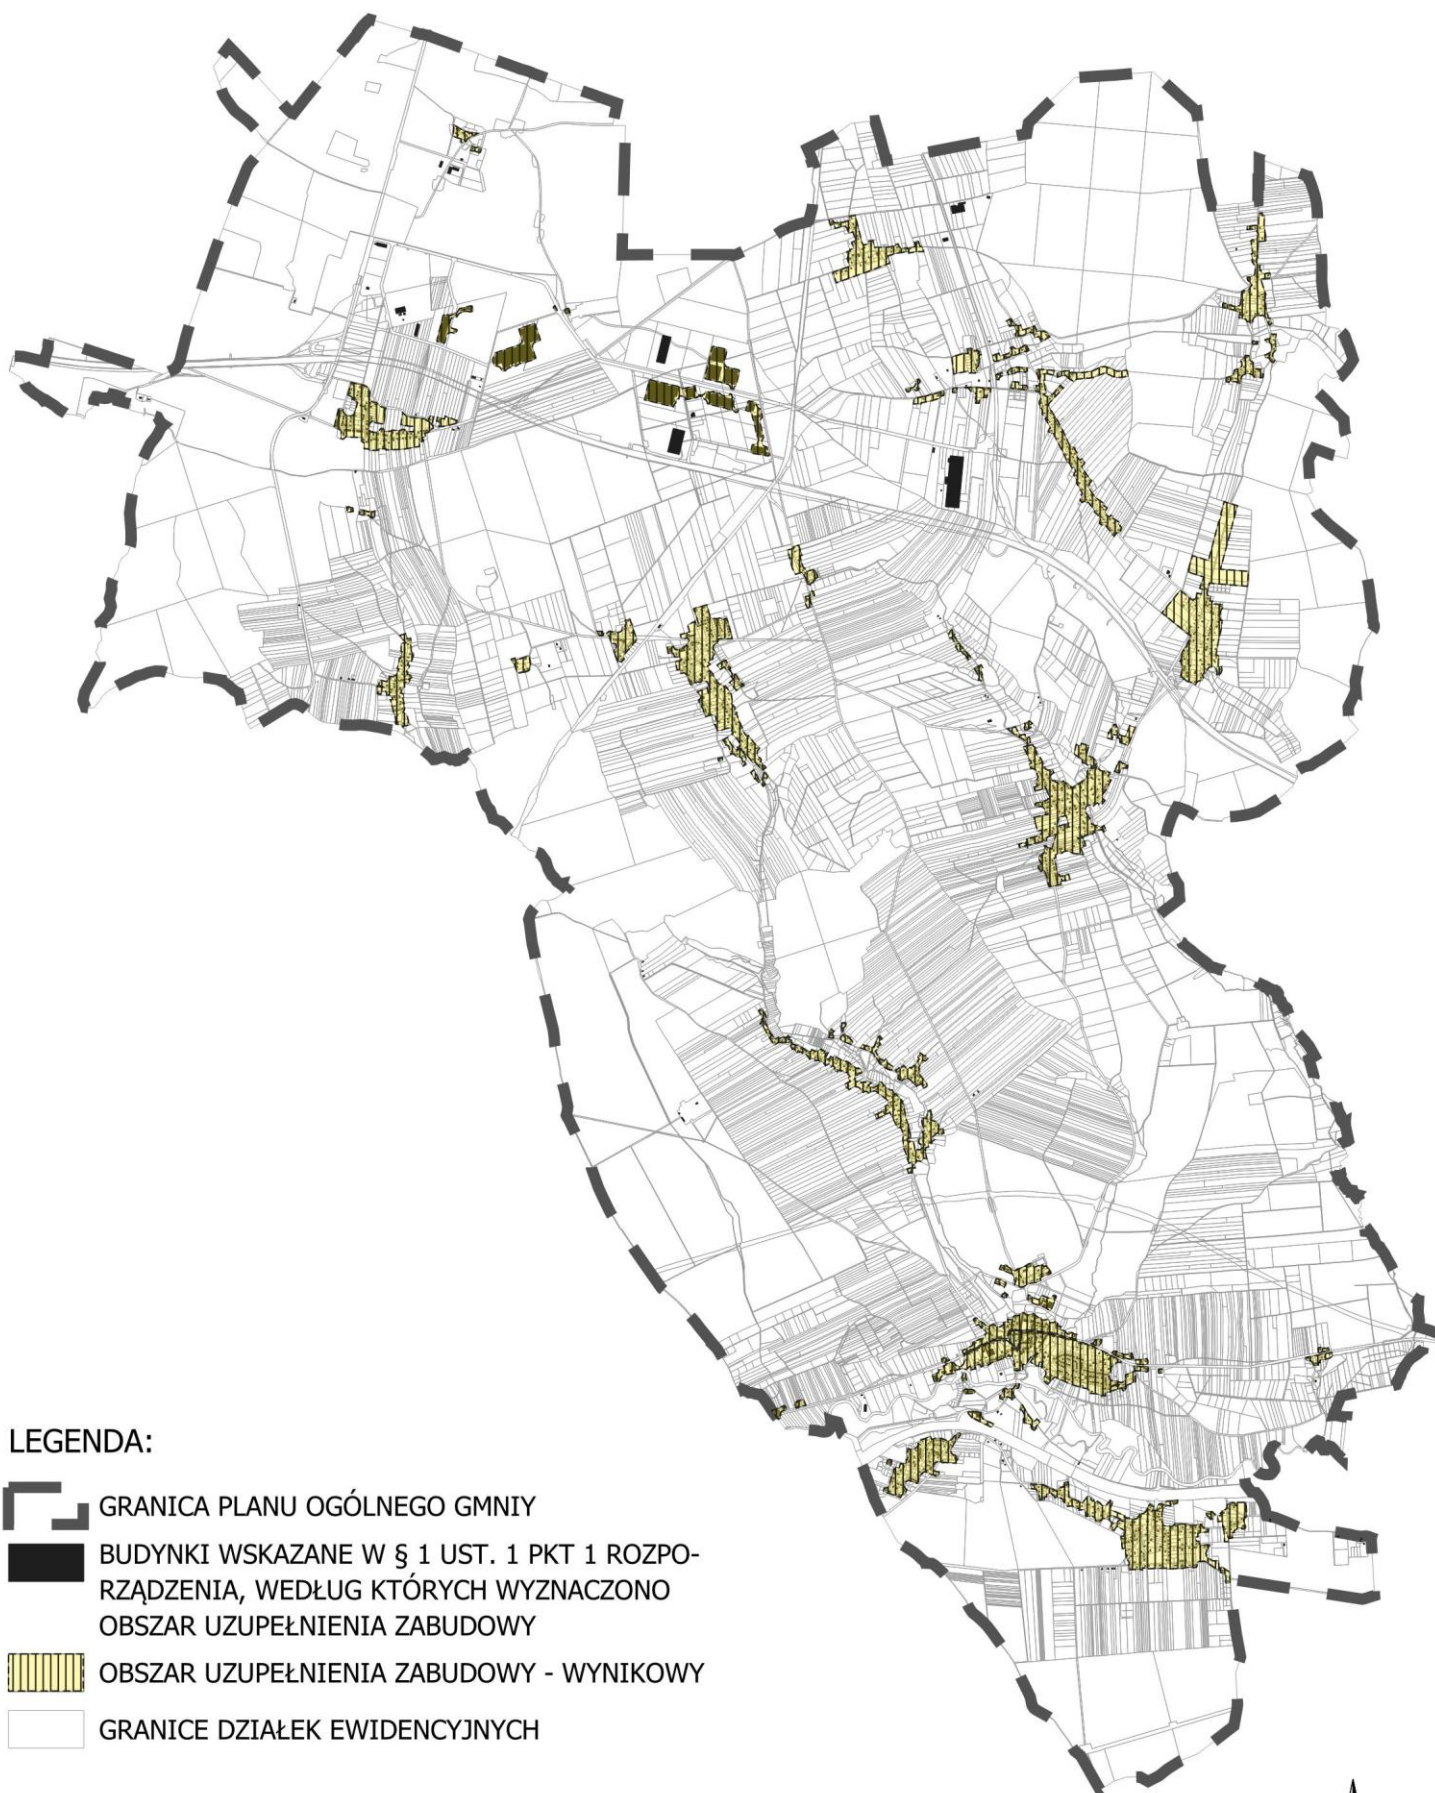 LEGENDA:
GRANICA PLANU OGÓLNEGO GMNIY
BUDYNKI WSKAZANE W § 1 UST. 1 PKT 1 ROZPO-
RZĄDZENIA, WEDŁUG KTÓRYCH WYZNACZONO
OBSZAR UZUPEŁNIENIA ZABUDOWY
OBSZAR UZUPEŁNIENIA ZABUDOWY - WYNIKOWY
GRANICE DZIAŁEK EWIDENCYJNYCH